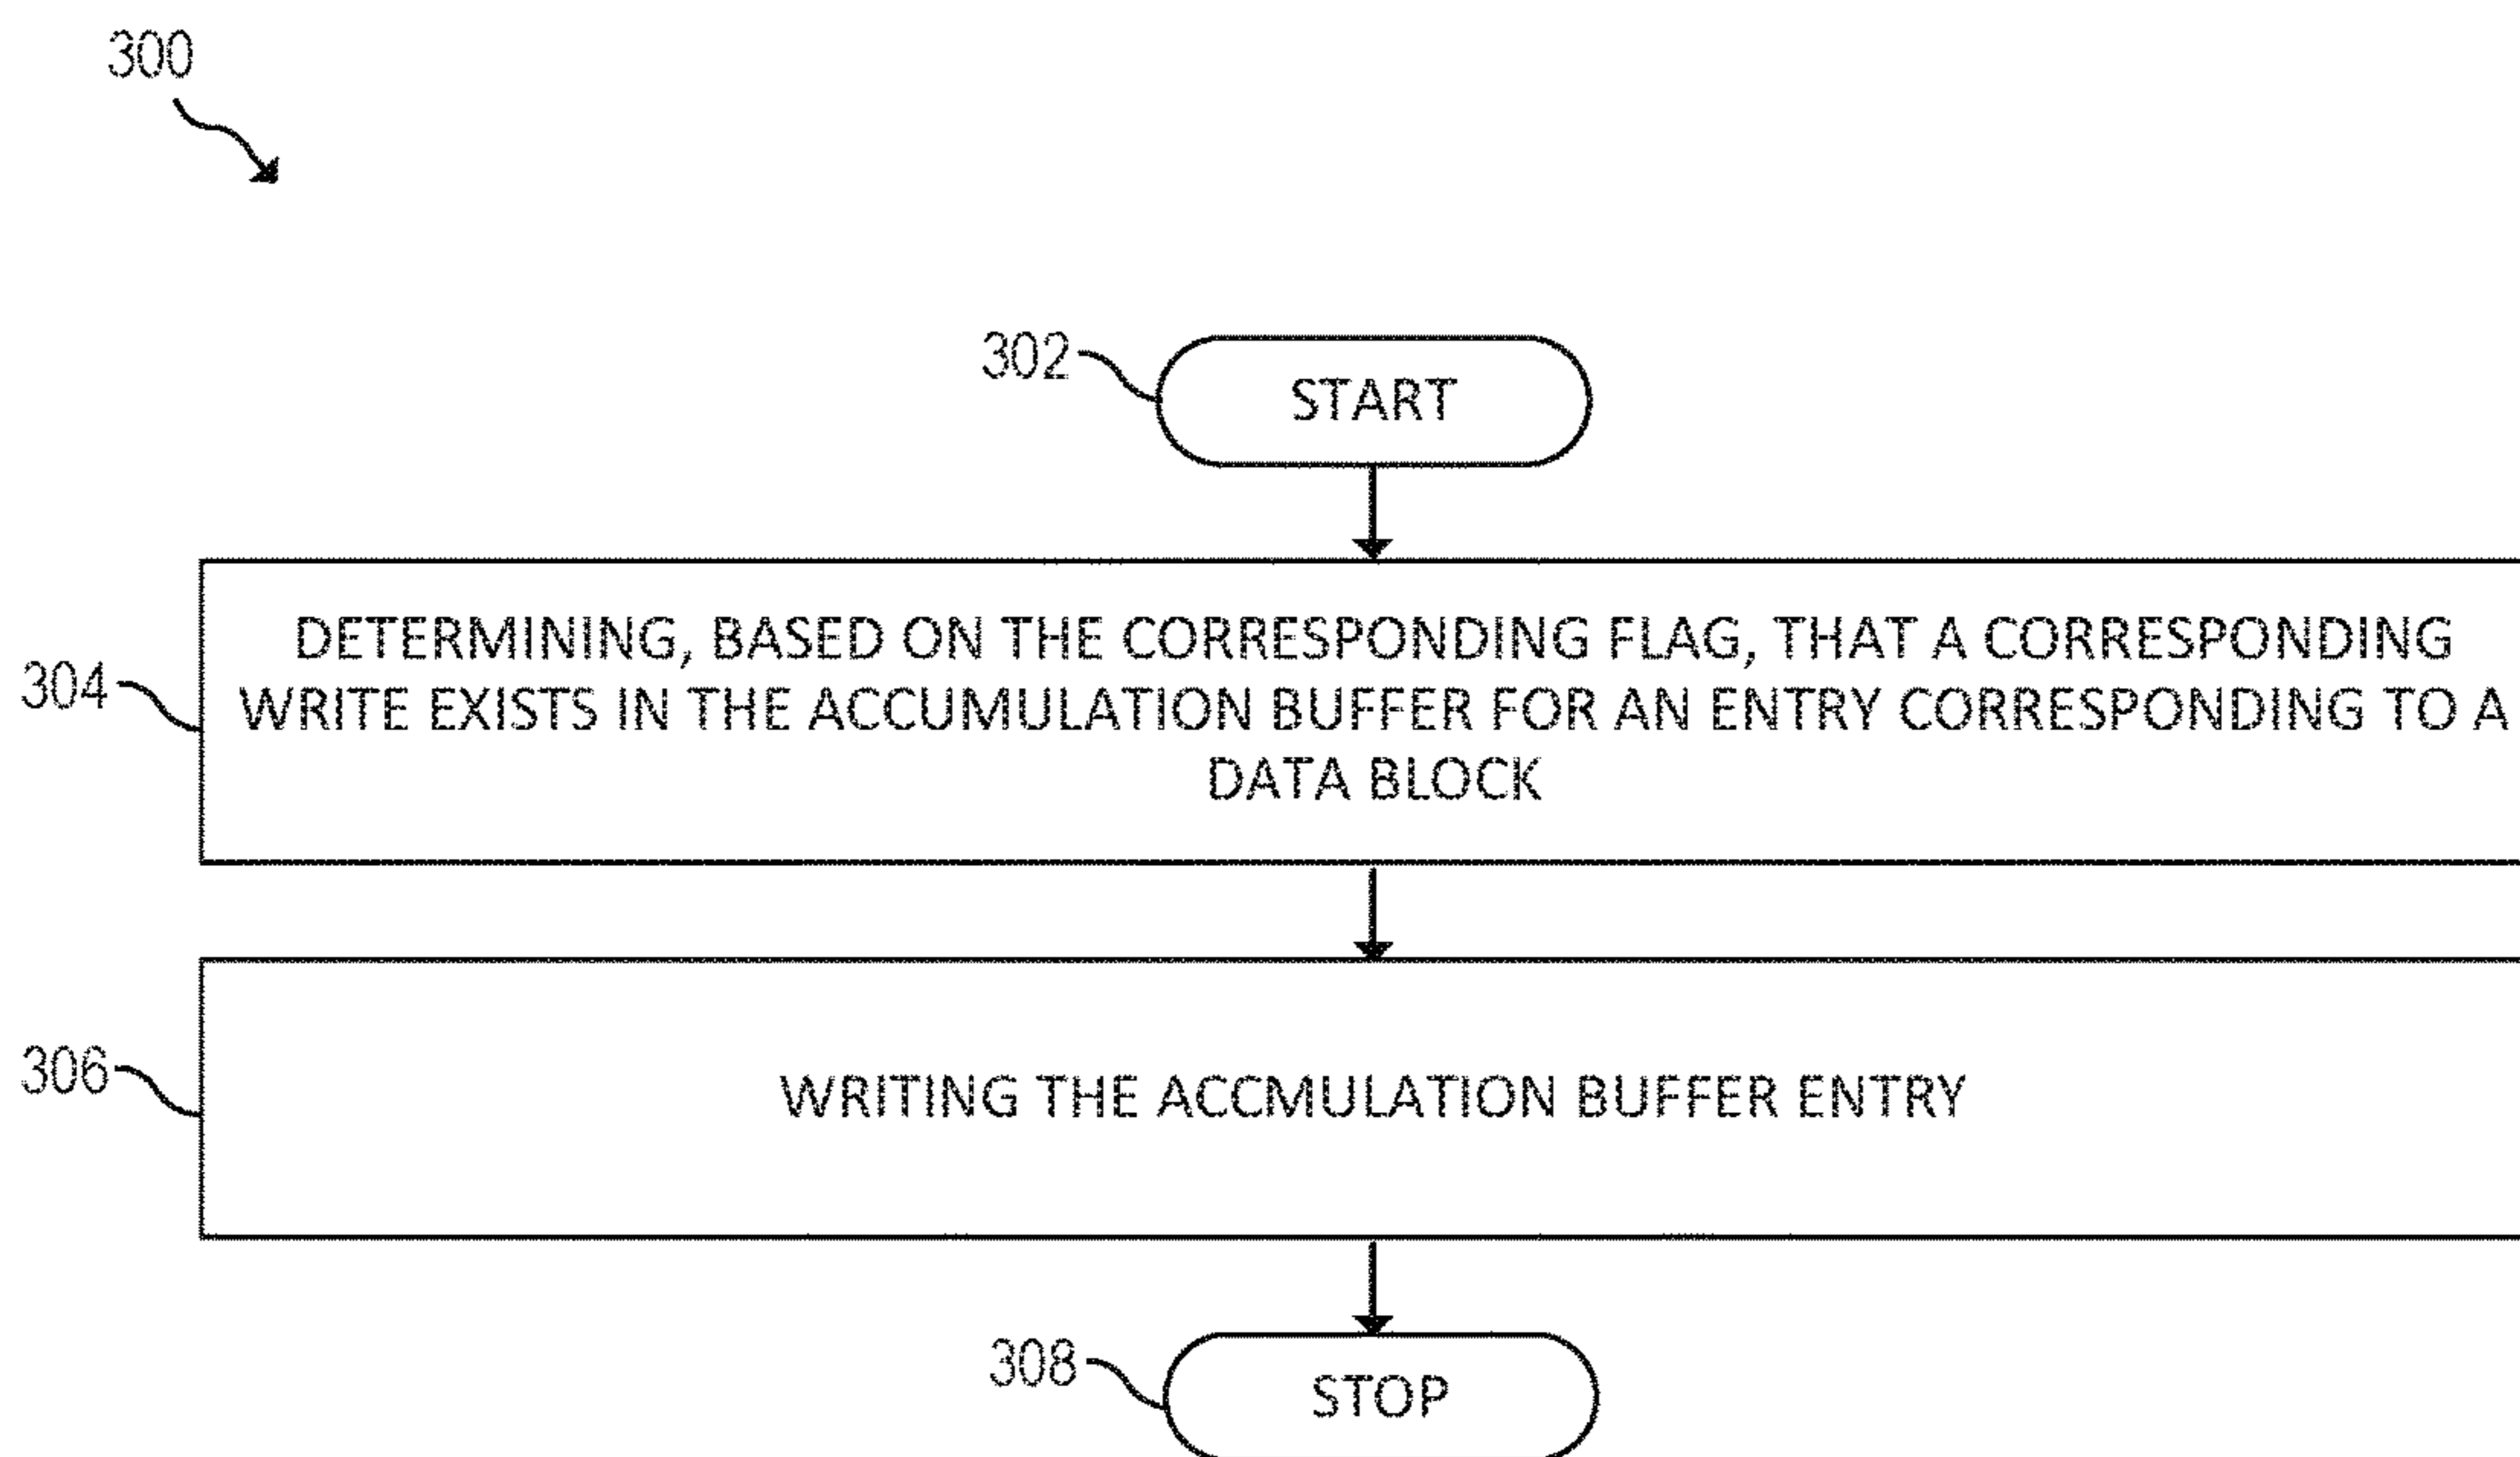 300
302
START
304
DETERMINING, BASED ON THE CORRESPONDING FLAG, THAT A CORRESPONDING
WRITE EXISTS IN THE ACCUMULATION BUFFER FOR AN ENTRY CORRESPONDING TO A
DATA BLOCK
306
WRITING THE ACCMULATION BUFFER ENTRY
308
STOP